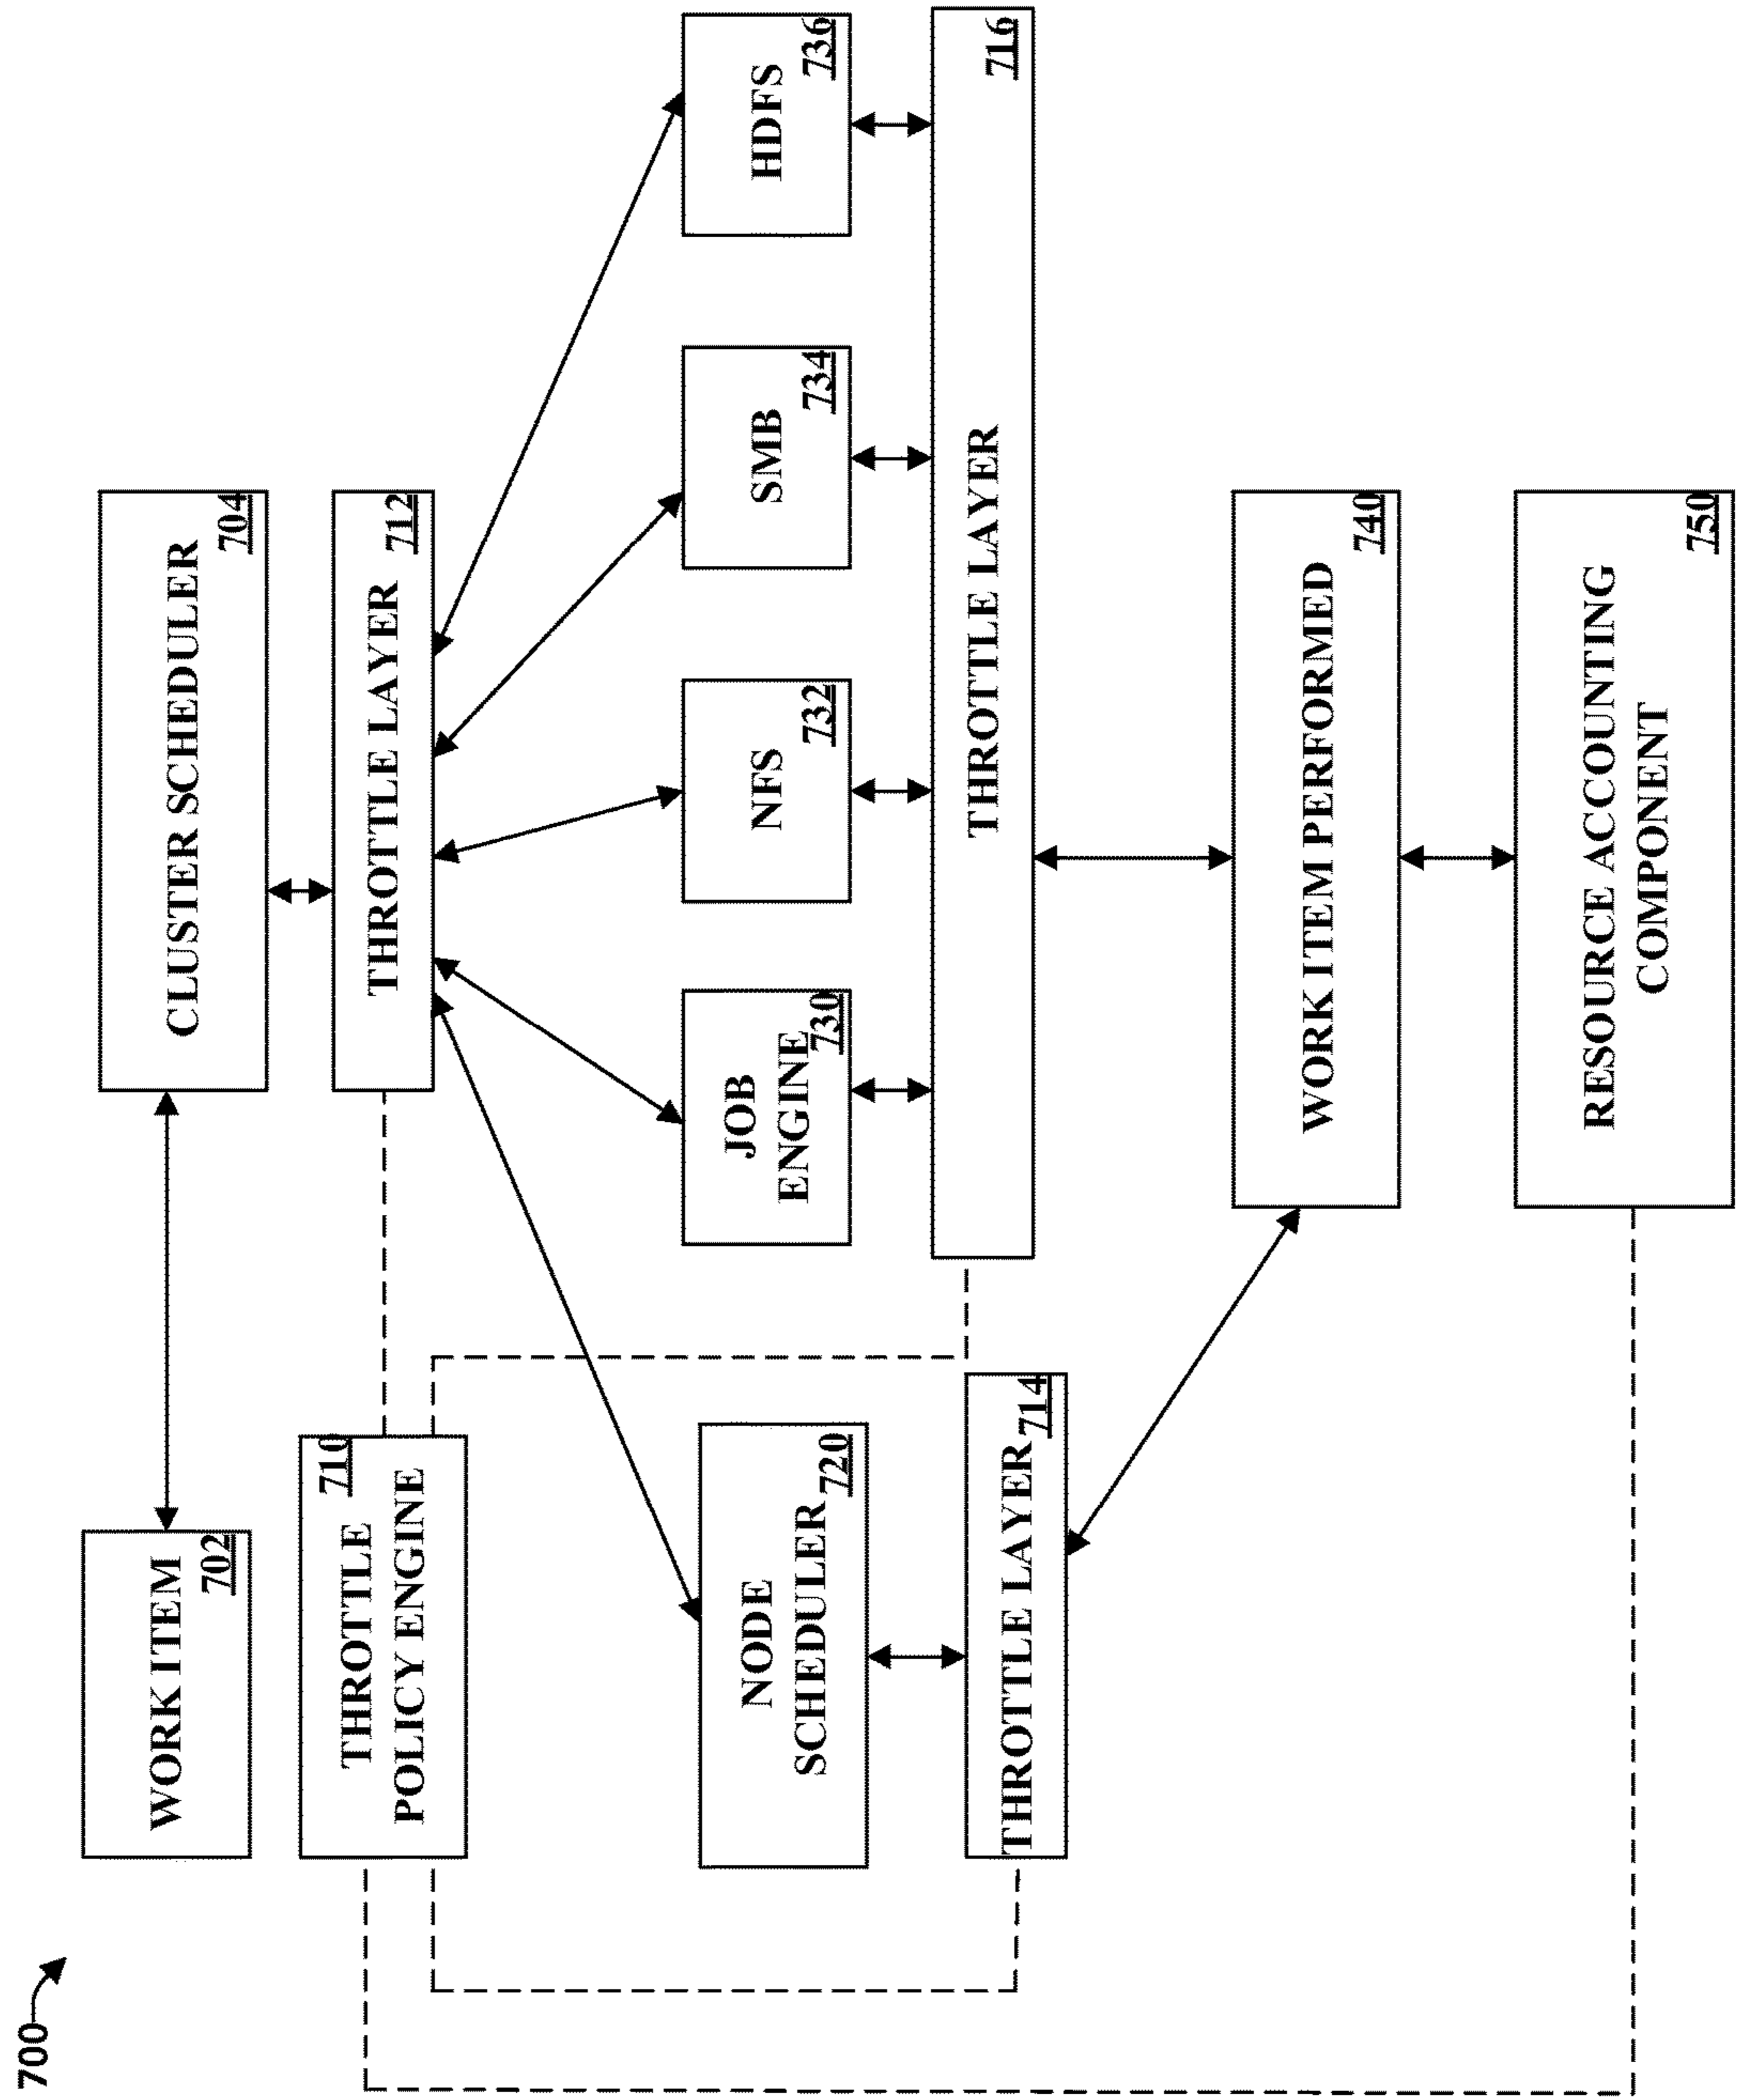 700
WORK ITEM
702
CLUSTER SCHEDULER
704
THROTTLE
POLICY ENGINE
710
THROTTLE LAYER
712
NODE
SCHEDULER
720
JOB
ENGINE
730
NFS
732
SMB
734
HDFS
736
THROTTLE LAYER
714
THROTTLE LAYER
716
WORK ITEM PERFORMED
740
RESOURCE ACCOUNTING
COMPONENT
750